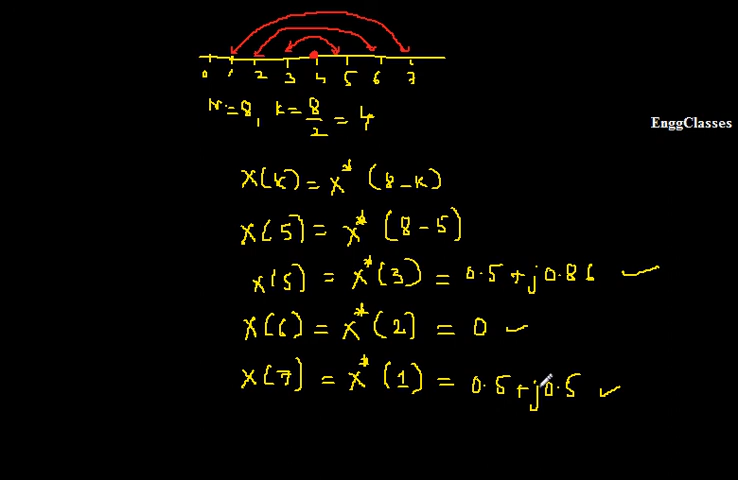 0 1 2 3 4 5 6 7
N=8, K=8/2=4
EnggClasses
X(K)=X*(8-K)
X(5)=X*(8-5)
X(5)=X*(3)=0.5+j0.86
X(6)=X*(2)=0
X(7)=X*(1)=0.5+j0.5